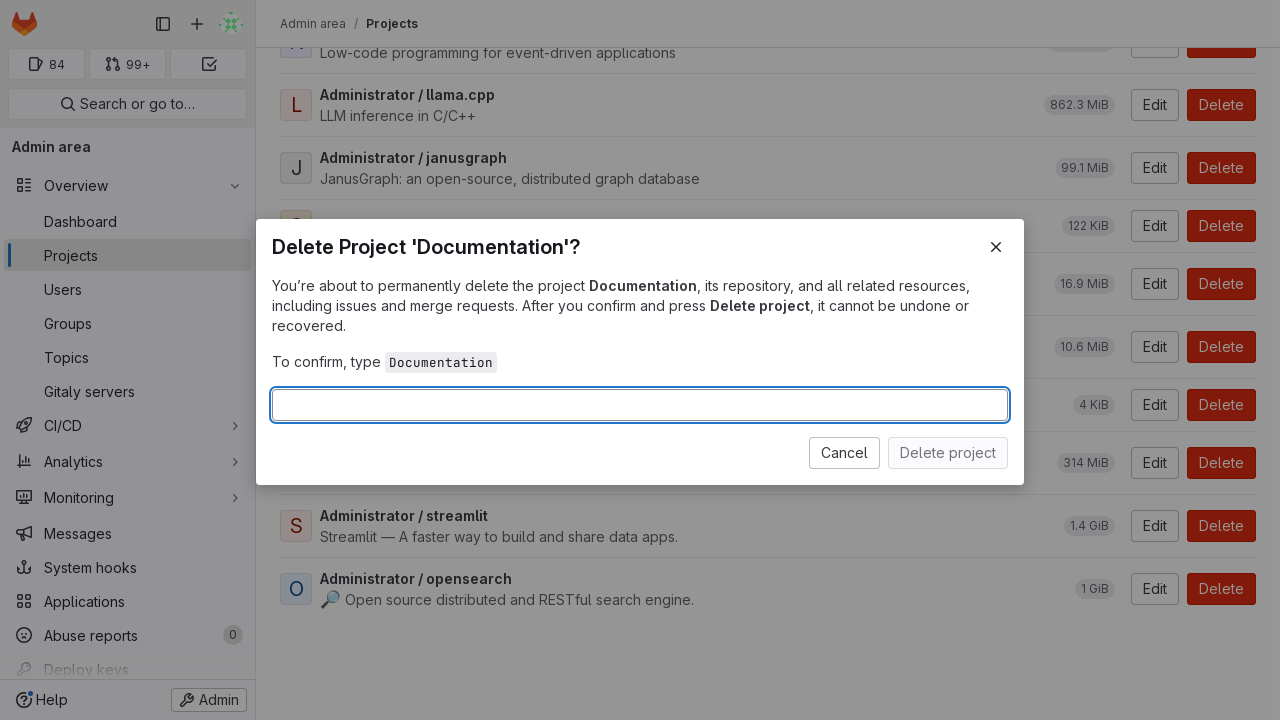 Admin area / Projects
84
99+
Search or go to…
Admin area
Overview
Dashboard
Projects
Users
Groups
Topics
Gitaly servers
CI/CD
Analytics
Monitoring
Messages
System hooks
Applications
Abuse reports
0
Deploy keys
Help
Admin
Low-code programming for event-driven applications
L
Administrator / llama.cpp
LLM inference in C/C++
862.3 MiB
Edit
Delete
J
Administrator / janusgraph
JanusGraph: an open-source, distributed graph database
99.1 MiB
Edit
Delete
122 KiB
Edit
Delete
16.9 MiB
Edit
Delete
10.6 MiB
Edit
Delete
4 KiB
Edit
Delete
314 MiB
Edit
Delete
Delete Project 'Documentation'?
You’re about to permanently delete the project Documentation, its repository, and all related resources,
including issues and merge requests. After you confirm and press Delete project, it cannot be undone or
recovered.
To confirm, type Documentation
Cancel
Delete project
S
Administrator / streamlit
Streamlit — A faster way to build and share data apps.
1.4 GiB
Edit
Delete
O
Administrator / opensearch
🔎 Open source distributed and RESTful search engine.
1 GiB
Edit
Delete